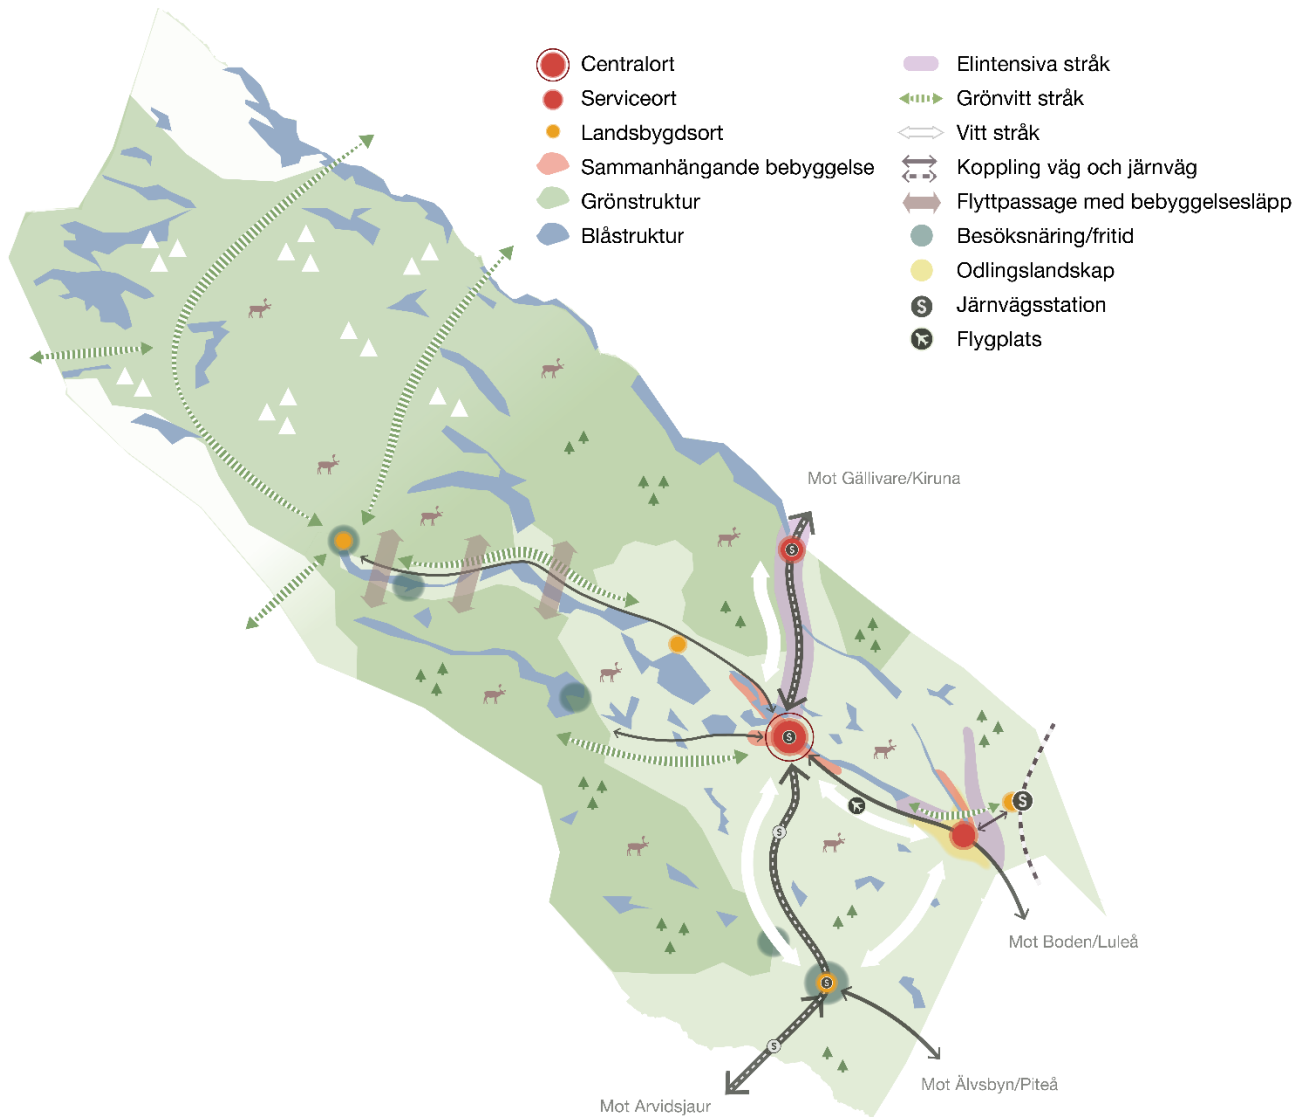 Centralort
Serviceort
Landsbygdsort
Sammanhängande bebyggelse
Grönstruktur
Blåstruktur
Elintensiva stråk
Grönvitt stråk
Vitt stråk
Koppling väg och järnväg
Flyttpassage med bebyggelsesläpp
Besöksnäring/fritid
Odlingslandskap
S Järnvägsstation
Flygplats
Mot Gällivare/Kiruna
S
S
S
S
Mot Boden/Luleå
S
S
Mot Älvsbyn/Piteå
Mot Arvidsjaur